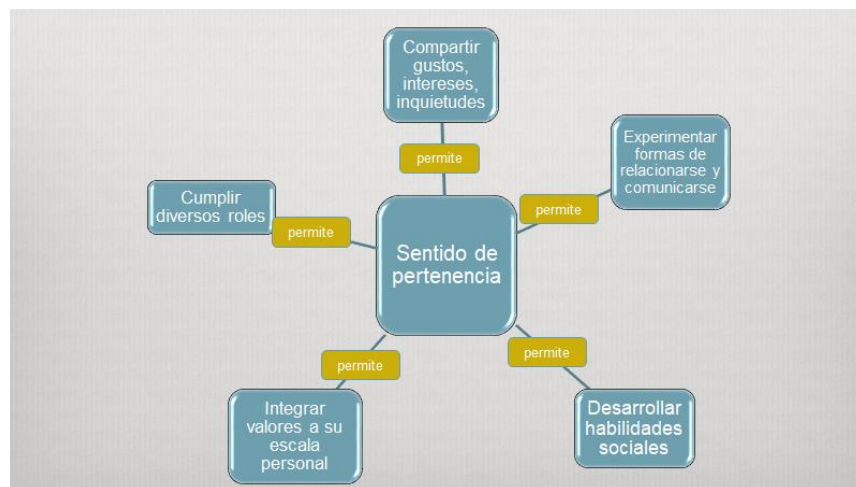 Compartir
gustos,
intereses,
inquietudes
permite
Experimentar
formas de
relacionarse y
comunicarse
permite
Cumplir
diversos roles
permite
Sentido de
pertenencia
permite
Integrar
valores a su
escala
personal
permite
Desarrollar
habilidades
sociales